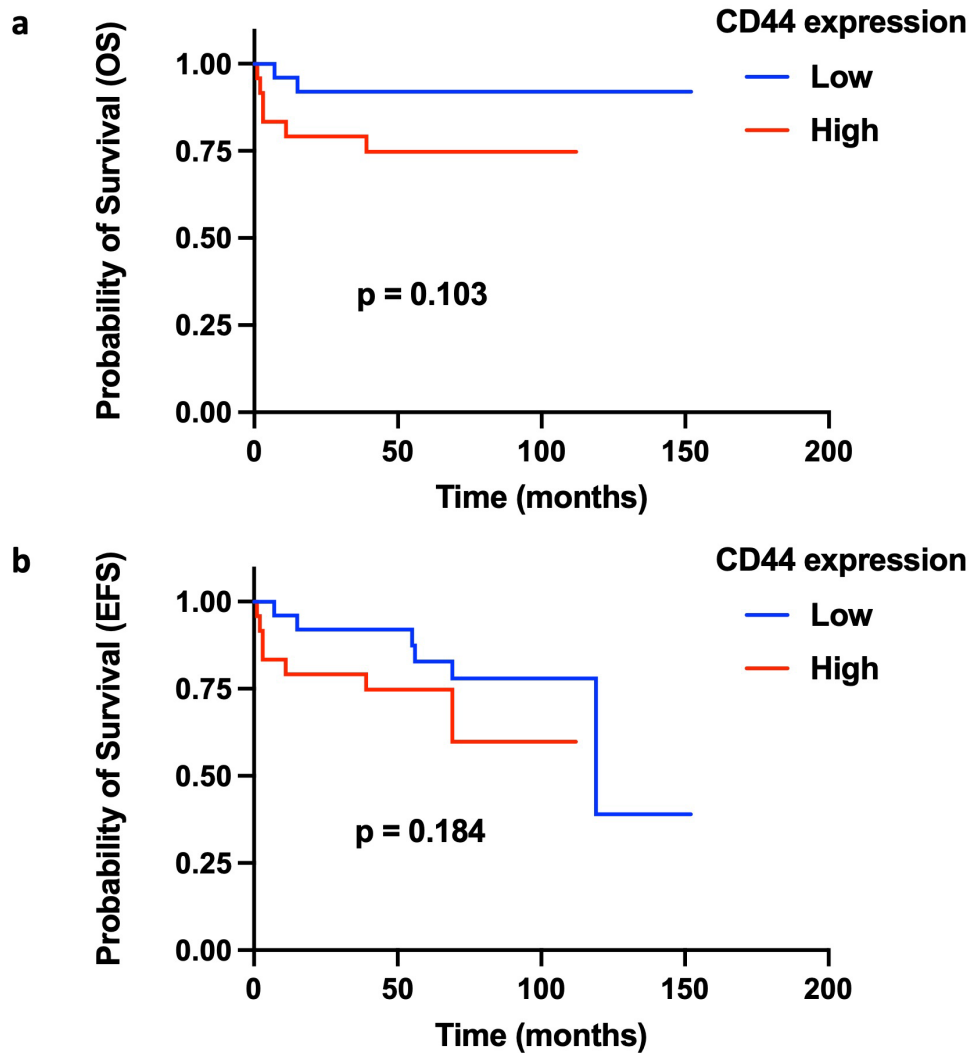 a
CD44 expression
Low
High
Probability of Survival (OS)
1.00
0.75
0.50
0.25
0.00
p = 0.103
0 50 100 150 200
Time (months)
b
CD44 expression
Low
High
Probability of Survival (EFS)
1.00
0.75
0.50
0.25
0.00
p = 0.184
0 50 100 150 200
Time (months)